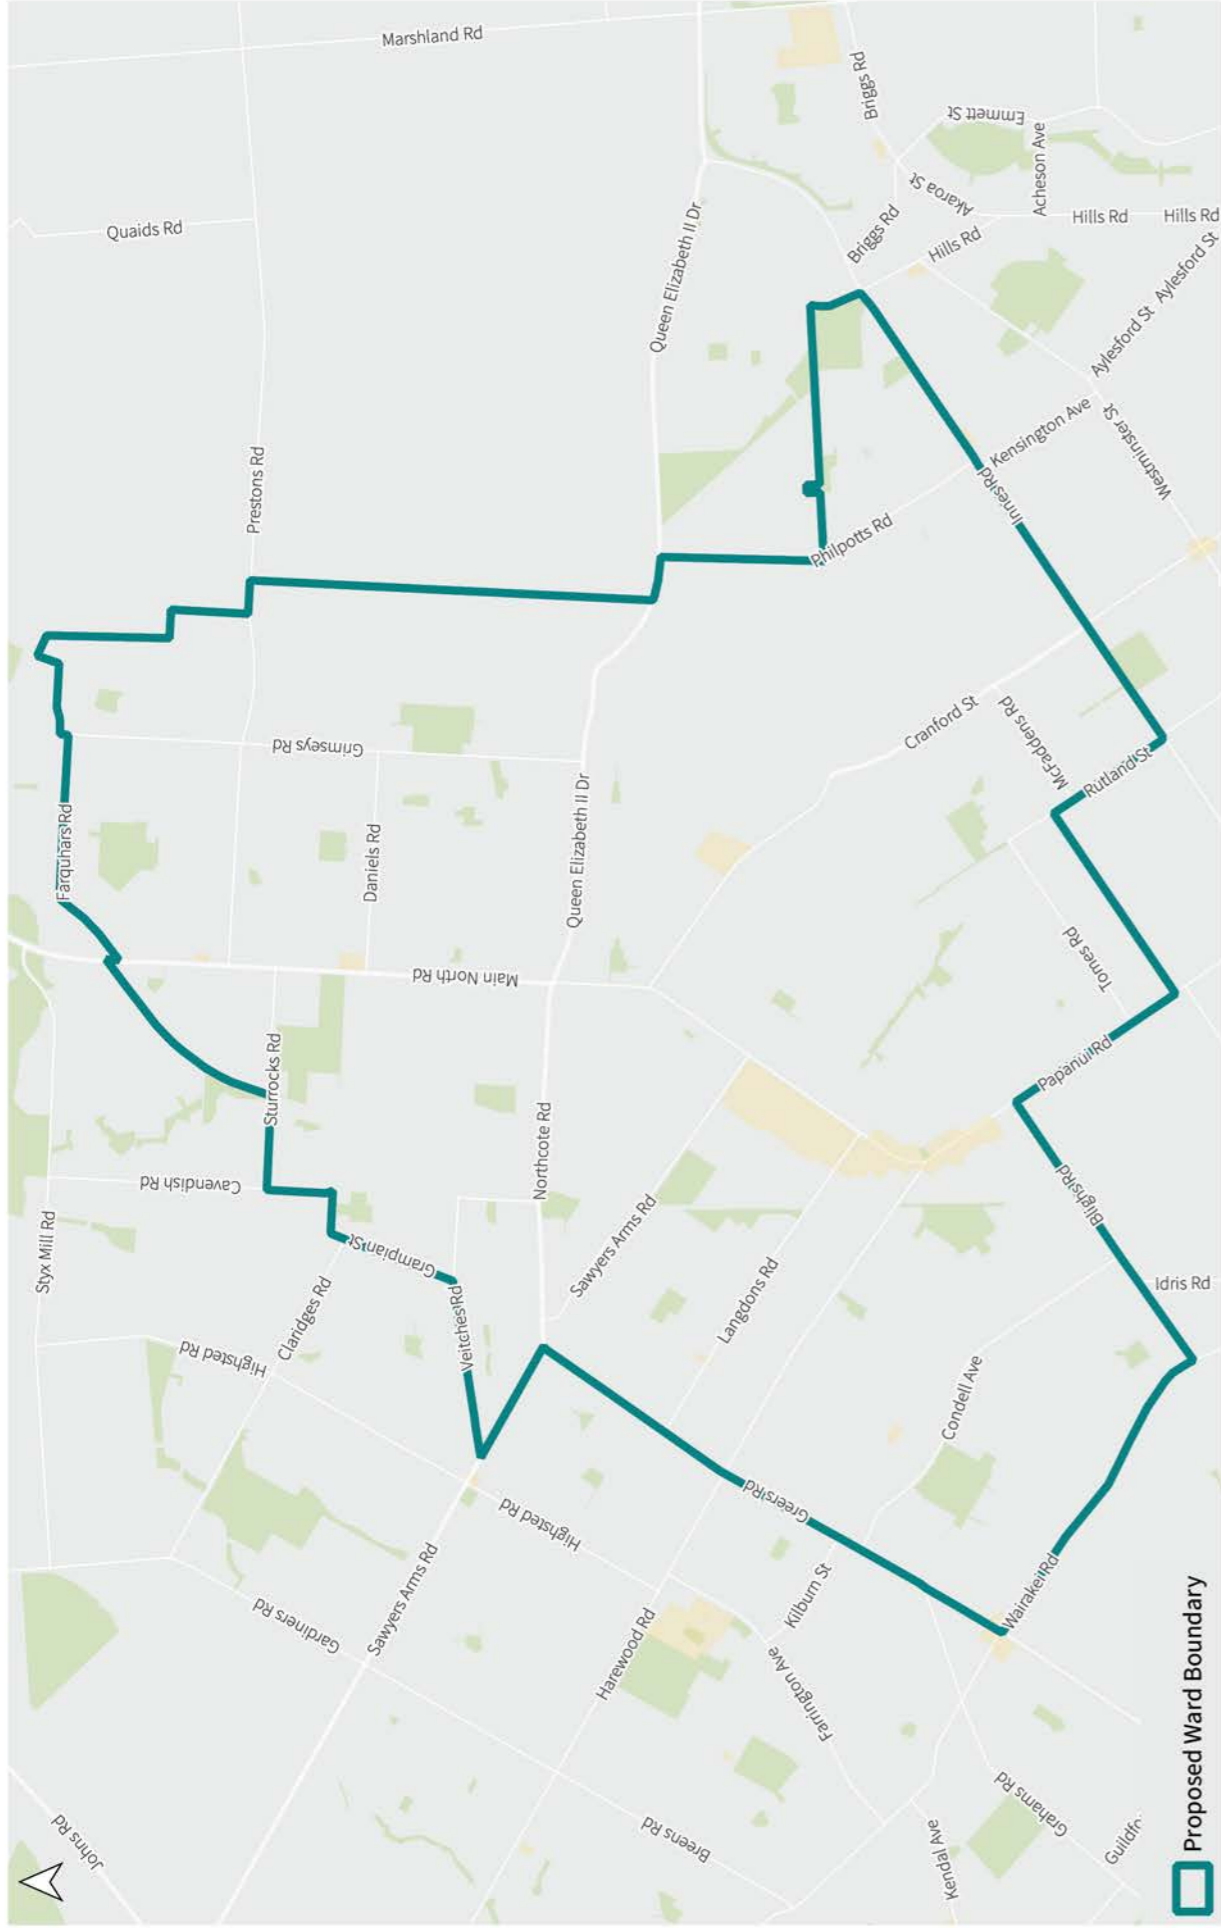 Marshland Rd
Briggs Rd
Emmett St
Acheson Ave
Akaroa St
Quaids Rd
Briggs Rd
Hills Rd
Hills Rd
Hills Rd
Queen Elizabeth II Dr
Aylesford St
Aylesford St
Prestons Rd
Kensington Ave
Westminster St
Innes Rd
Philpotts Rd
Grimseys Rd
Cranford St
McFaddens Rd
Rutland St
Farquhars Rd
Daniels Rd
Queen Elizabeth II Dr
Main North Rd
Tomes Rd
Papanui Rd
Sturrocks Rd
Northcote Rd
Cavendish Rd
Styx Mill Rd
Grampian St
Sawyers Arms Rd
Blighs Rd
Idris Rd
Claridges Rd
Highsted Rd
Veitches Rd
Langdons Rd
Condell Ave
Greers Rd
Highsted Rd
Wairakei Rd
Kilburn St
Sawyers Arms Rd
Gardiners Rd
Harewood Rd
Farrington Ave
Grahams Rd
Breens Rd
Johns Rd
Kendal Ave
Guildfo
Proposed Ward Boundary